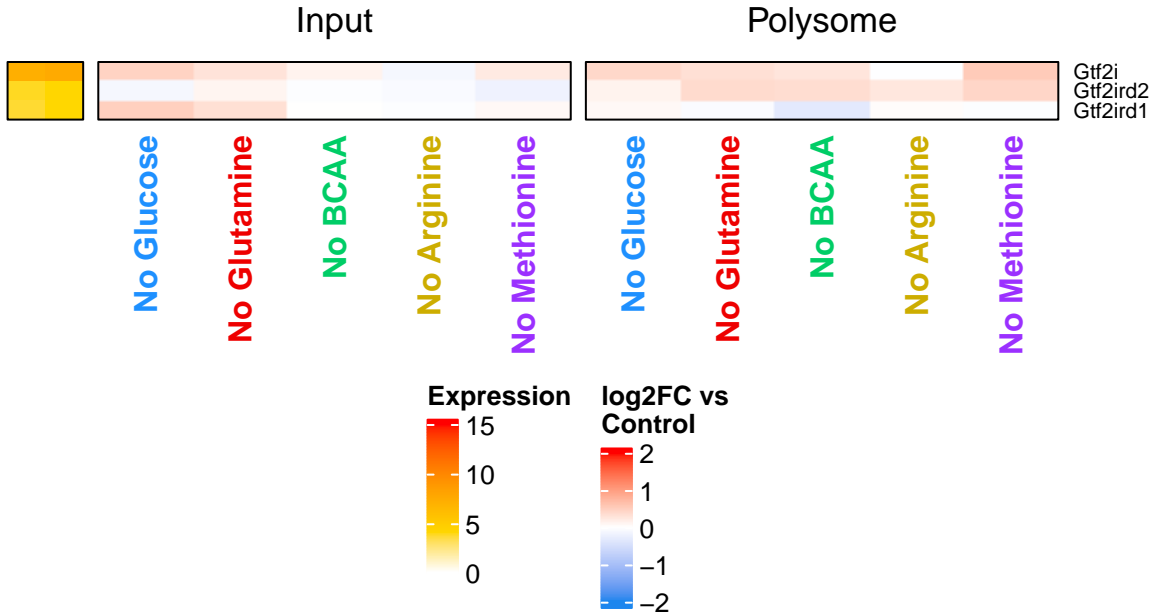 Input
Polysome
Gtf2i
Gtf2ird2
Gtf2ird1
No Glucose
No Glutamine
No BCAA
No Arginine
No Methionine
No Glucose
No Glutamine
No BCAA
No Arginine
No Methionine
Expression
15
10
5
0
log2FC vs
Control
2
1
0
−1
−2